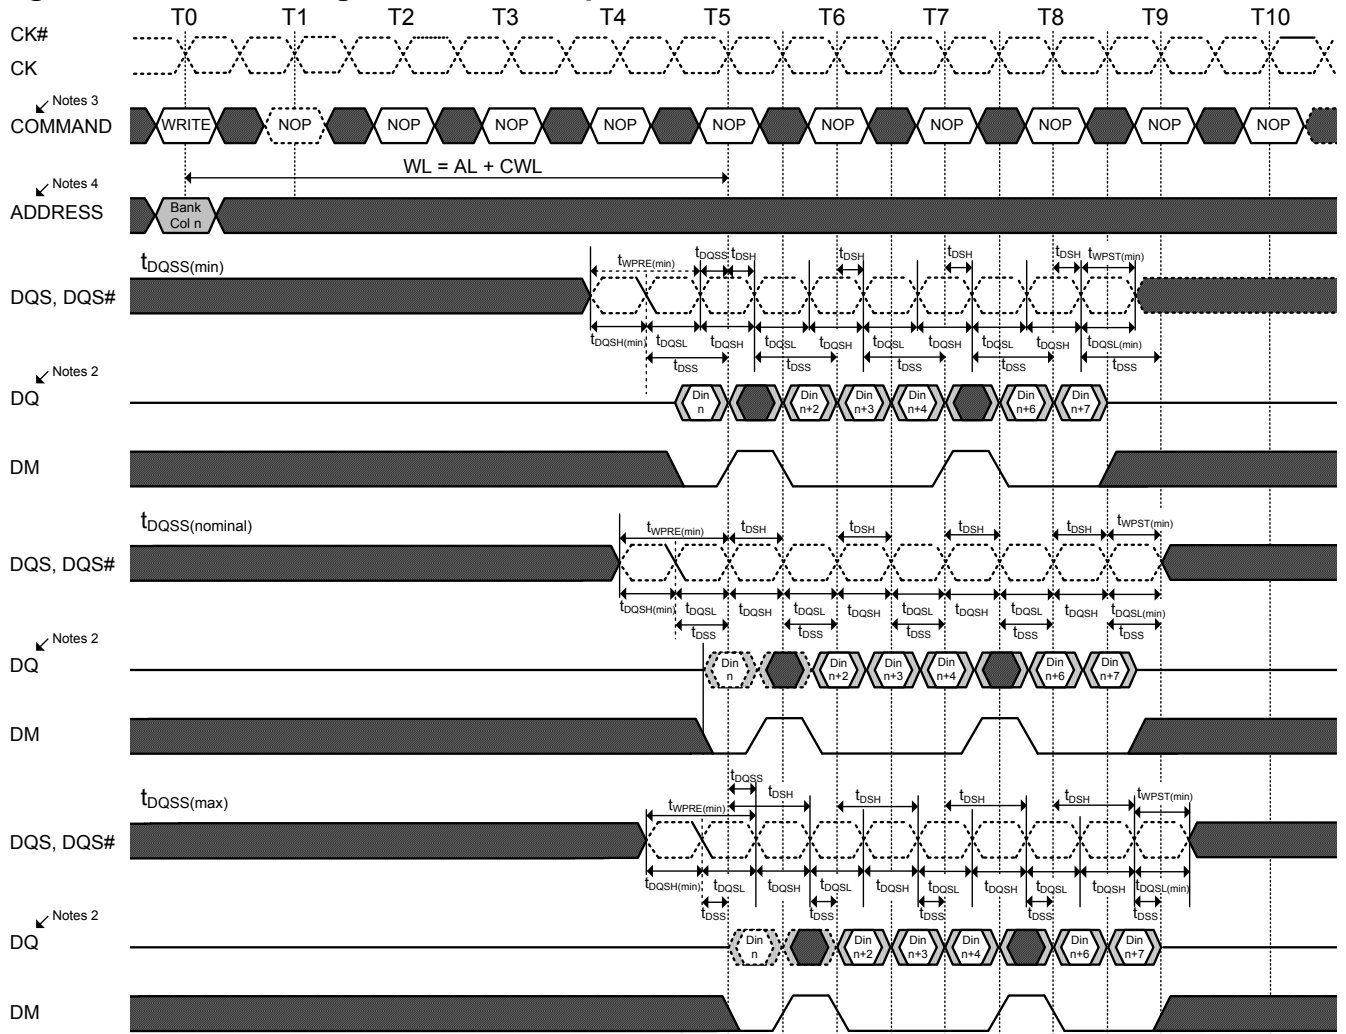 T0 T1 T2 T3 T4 T5 T6 T7 T8 T9 T10
CK#
CK
Notes 3
COMMAND WRITE NOP NOP NOP NOP NOP NOP NOP NOP NOP NOP
WL = AL + CWL
Notes 4
ADDRESS Bank Col n
tDQSS(min) tWPRE(min) tDQSS tDSH tDSH tDSH tDSH tWPST(min)
DQS, DQS#
tDQSH(min) tDQSL tDQSH tDQSL tDQSH tDQSL tDQSH tDQSL tDQSH tDQSL(min)
tDSS tDSS tDSS tDSS tDSS
Notes 2
DQ Din n Din n+2 Din n+3 Din n+4 Din n+6 Din n+7
DM
tDQSS(nominal) tWPRE(min) tDSH tDSH tDSH tDSH tWPST(min)
DQS, DQS#
tDQSH(min) tDQSL tDQSH tDQSL tDQSH tDQSL tDQSH tDQSL tDQSH tDQSL(min)
tDSS tDSS tDSS tDSS tDSS
Notes 2
DQ Din n Din n+2 Din n+3 Din n+4 Din n+6 Din n+7
DM
tDQSS
tDQSS(max) tWPRE(min) tDSH tDSH tDSH tDSH tWPST(min)
DQS, DQS#
tDQSH(min) tDQSL tDQSH tDQSL tDQSH tDQSL tDQSH tDQSL tDQSH tDQSL(min)
tDSS tDSS tDSS tDSS tDSS
Notes 2
DQ Din n Din n+2 Din n+3 Din n+4 Din n+6 Din n+7
DM